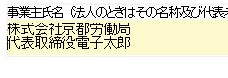 事業主氏名（法人のときはその名称及び代表者
株式会社京都労働局
代表取締役電子太郎